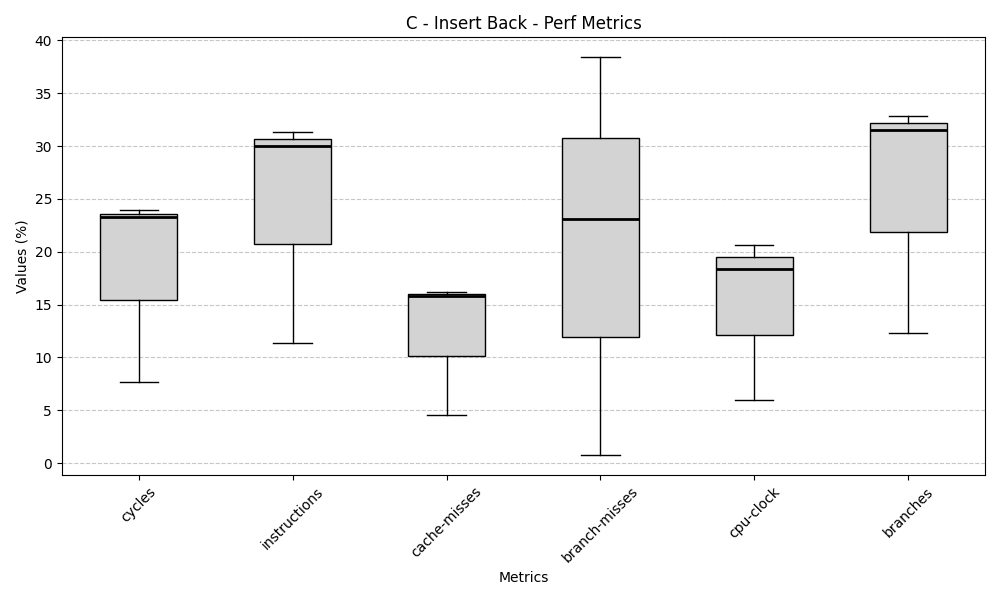 C - Insert Back - Perf Metrics
Values (%)
40
35
30
25
20
15
10
5
0
cycles
instructions
cache-misses
branch-misses
cpu-clock
branches
Metrics